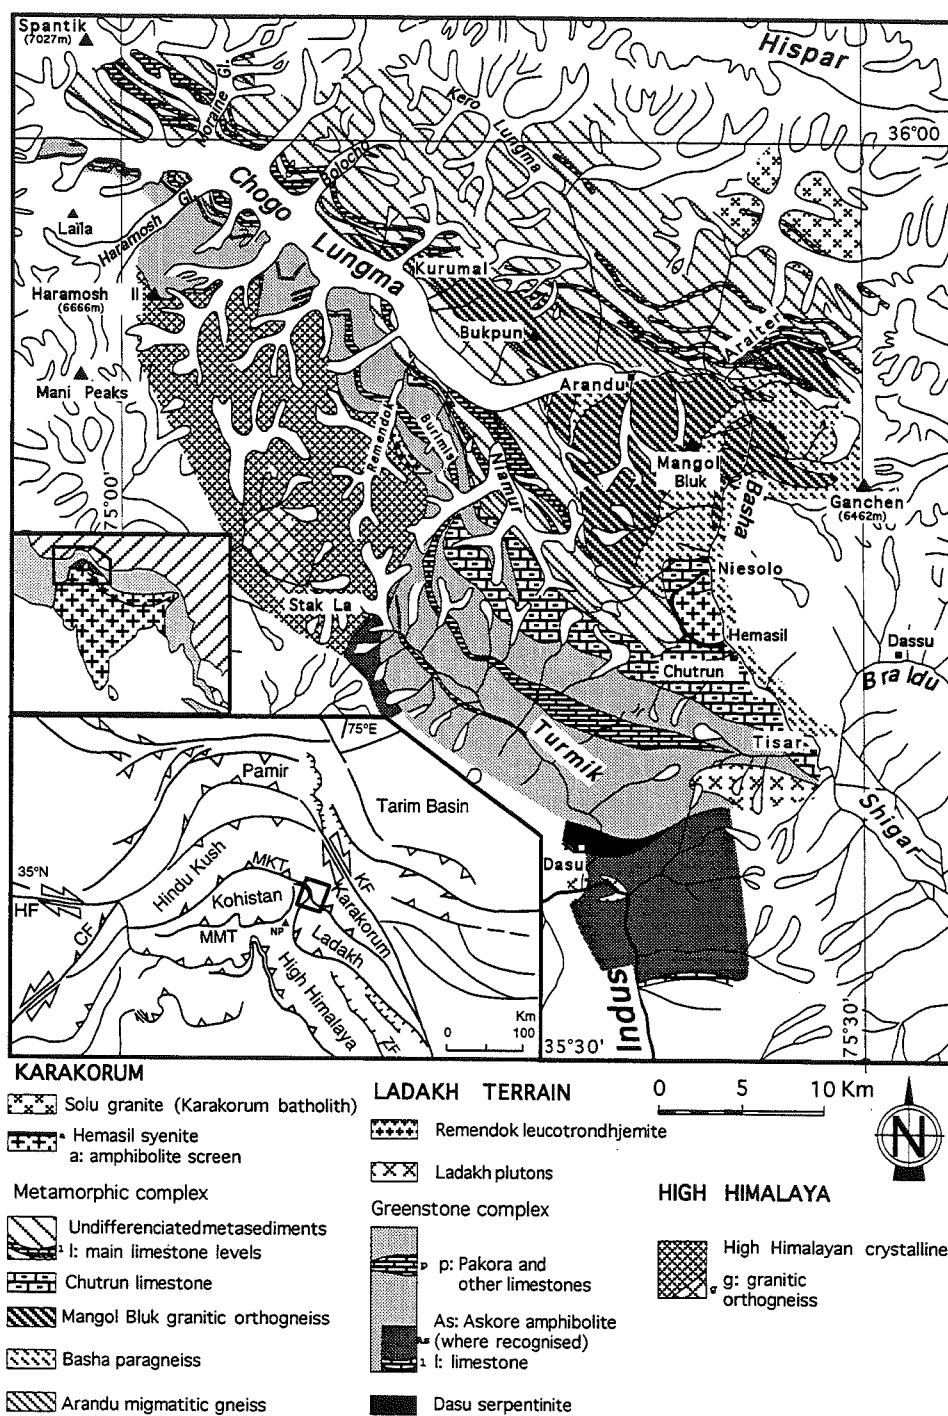 Spantik
(7027m)
Hispar
Moraine Gl.
Kero
Lungma
36°00
Bolocho
Chogo
Lungma
Laila
Haramosh Gl.
Kurumal
Haramosh II
(6666m)
Bukpun
Aralter
Mani Peaks
Arandu
Remendok
Burimis
Niamur
Mangol
Bluk
Basha
Ganchen
(6462m)
75°00'
Niesolo
Stak La
Hemasil
Dassu
Chutrun
Braldu
Turmik
Tisar
Shigar
75°E
Pamir
Tarim Basin
35°N
Hindu Kush
MKT
KF
HF
CF
Kohistan
Karakorum
MMT
NP
Ladakh
High Himalaya
ZF
Km
0 100
Dasu
Indus
35°30'
75°30'
KARAKORUM
Solu granite (Karakorum batholith)
a Hemasil syenite
a: amphibolite screen
Metamorphic complex
Undifferenciated metasediments
l l: main limestone levels
Chutrun limestone
Mangol Bluk granitic orthogneiss
Basha paragneiss
Arandu migmatitic gneiss
LADAKH TERRAIN
Remendok leucotrondhjemite
Ladakh plutons
Greenstone complex
p p: Pakora and
other limestones
As: Askore amphibolite
As (where recognised)
l l: limestone
Dasu serpentinite
0 5 10 Km
N
HIGH HIMALAYA
High Himalayan crystalline
g g: granitic
orthogneiss